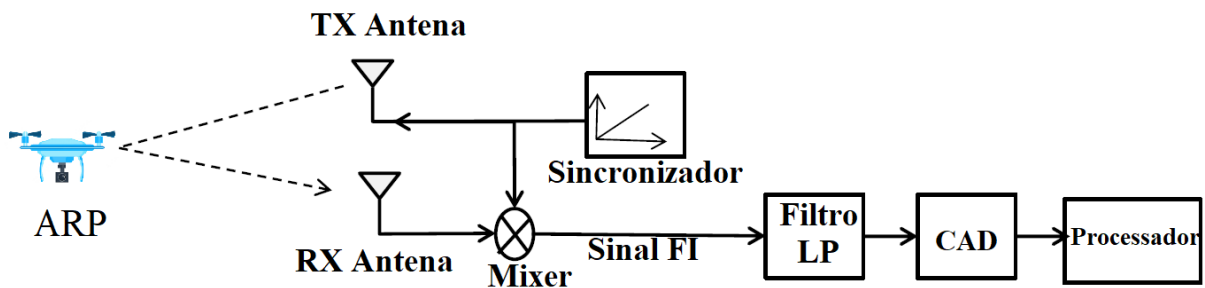 TX Antena
Sincronizador
ARP
RX Antena
Mixer
Sinal FI
Filtro
LP
CAD
Processador